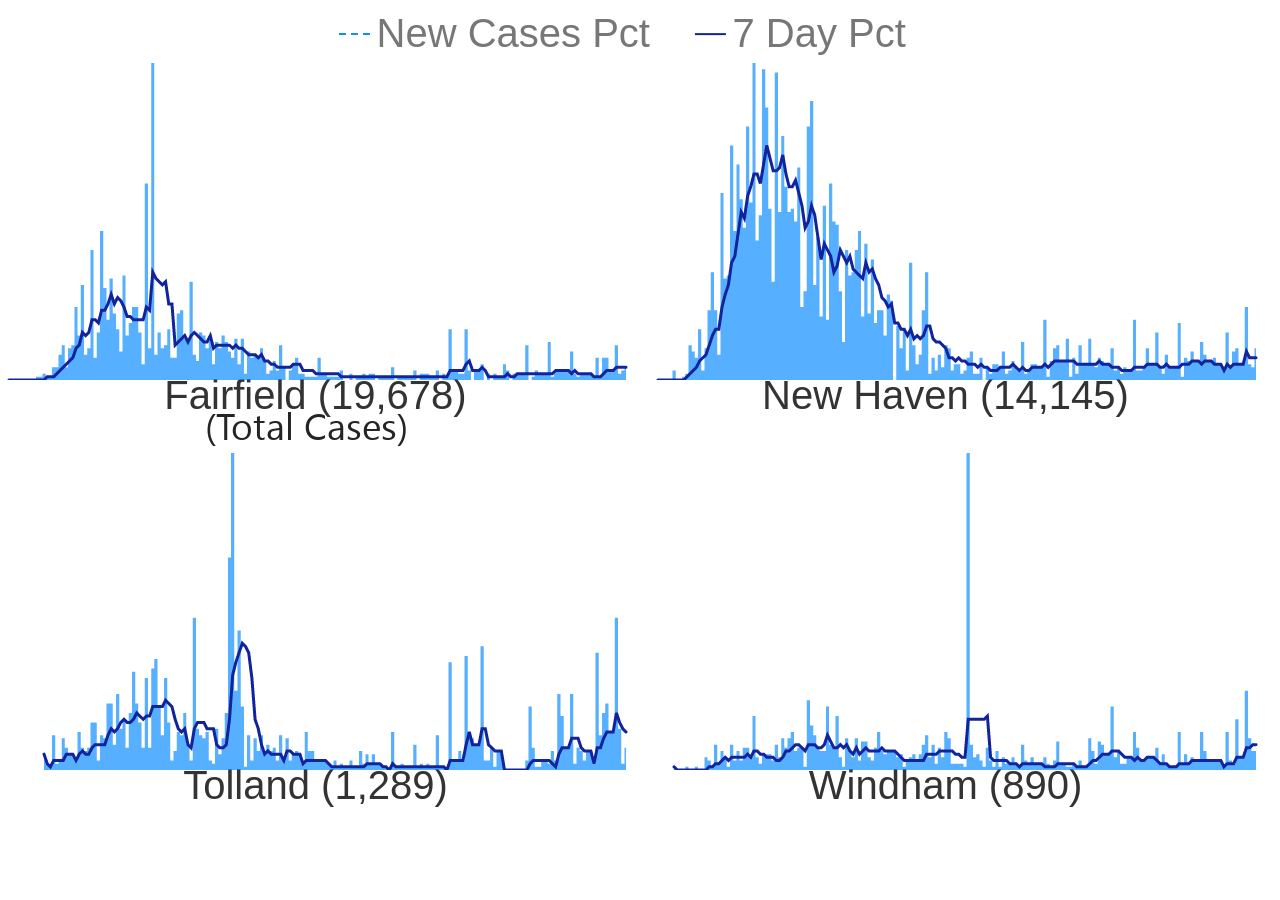 New Cases Pct 7 Day Pct
Fairfield (19,678) New Haven (14,145)
(Total Cases)
Tolland (1,289) Windham (890)